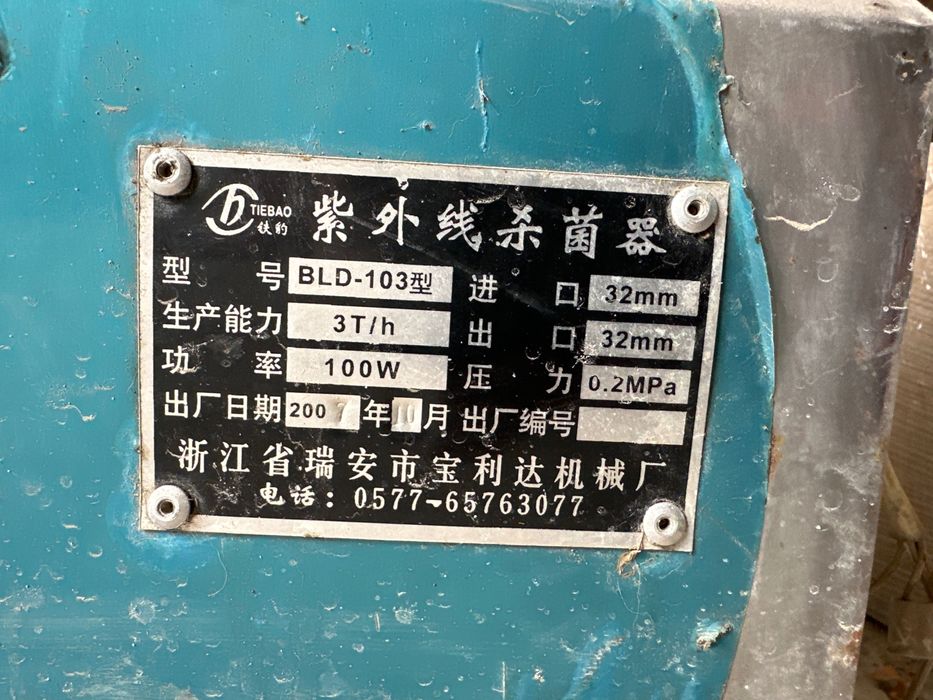 TIEBAO
铁豹
紫外线杀菌器
型号 BLD-103型 进口 32mm
生产能力 3T/h 出口 32mm
功率 100W 压力 0.2MPa
出厂日期 2007年10月 出厂编号
浙江省瑞安市宝利达机械厂
电话：0577-65763077